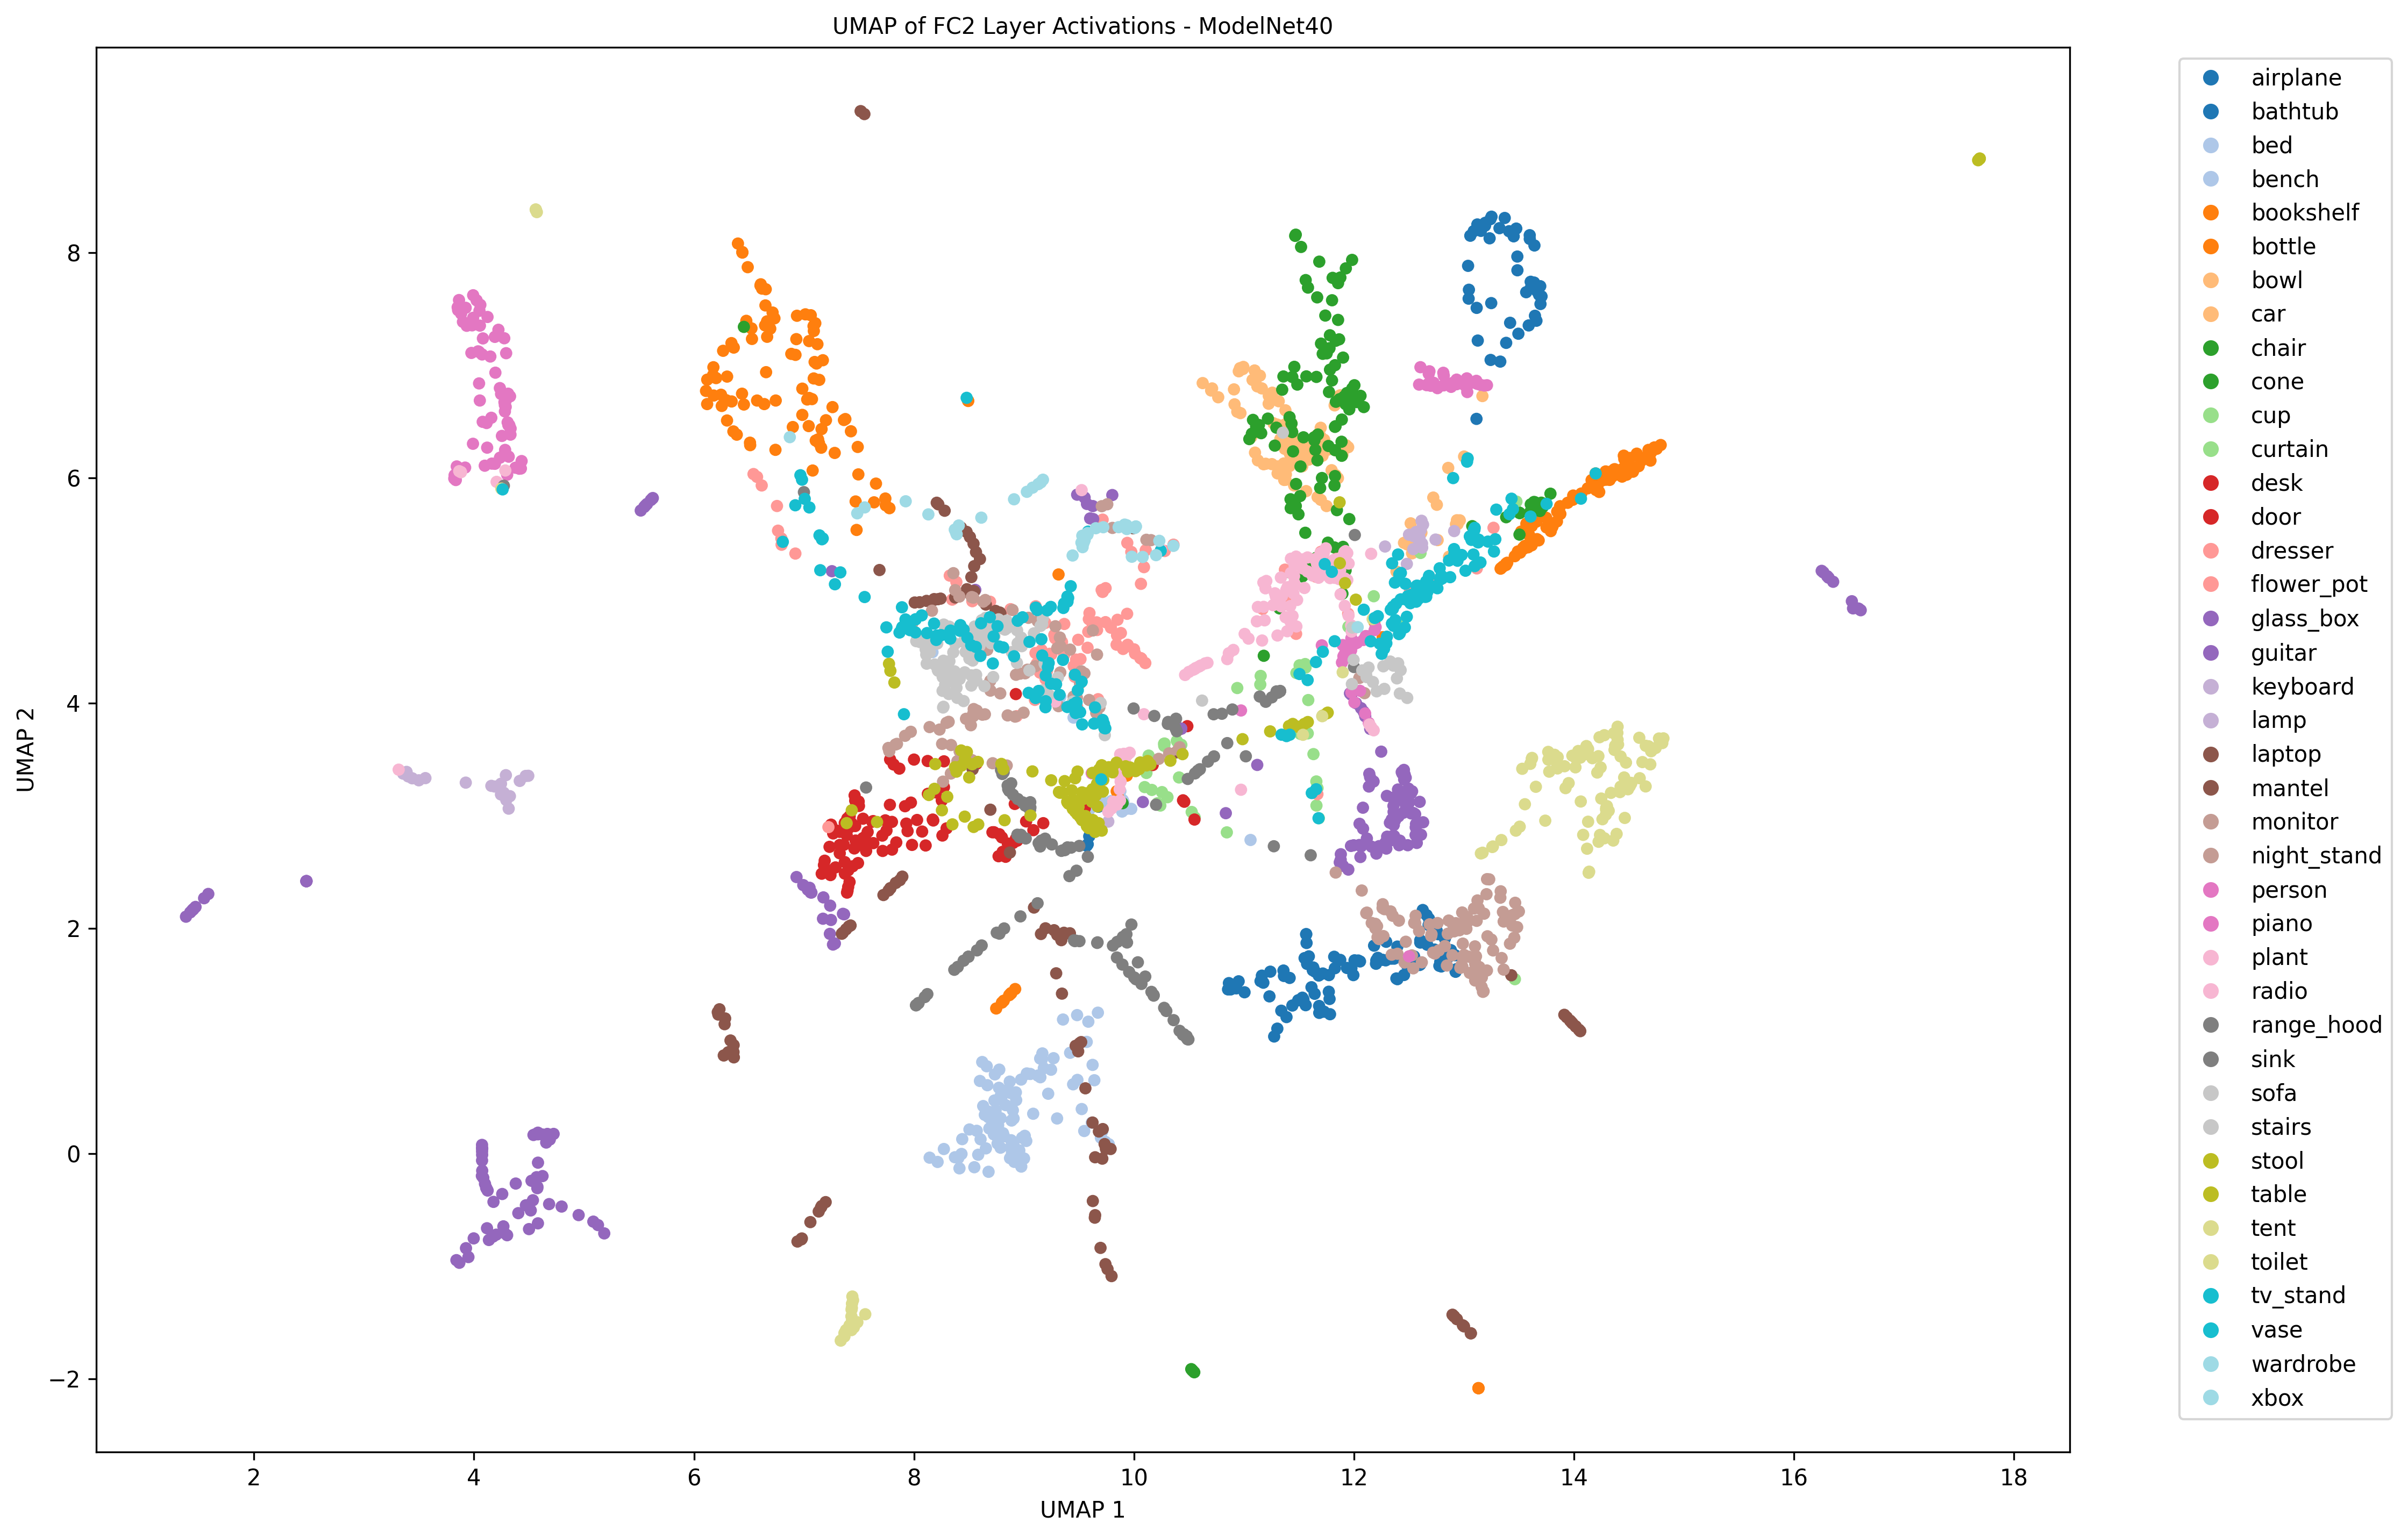 UMAP of FC2 Layer Activations - ModelNet40
8
6
4
2
0
−2
UMAP 2
2
4
6
8
10
12
14
16
18
UMAP 1
airplane
bathtub
bed
bench
bookshelf
bottle
bowl
car
chair
cone
cup
curtain
desk
door
dresser
flower_pot
glass_box
guitar
keyboard
lamp
laptop
mantel
monitor
night_stand
person
piano
plant
radio
range_hood
sink
sofa
stairs
stool
table
tent
toilet
tv_stand
vase
wardrobe
xbox